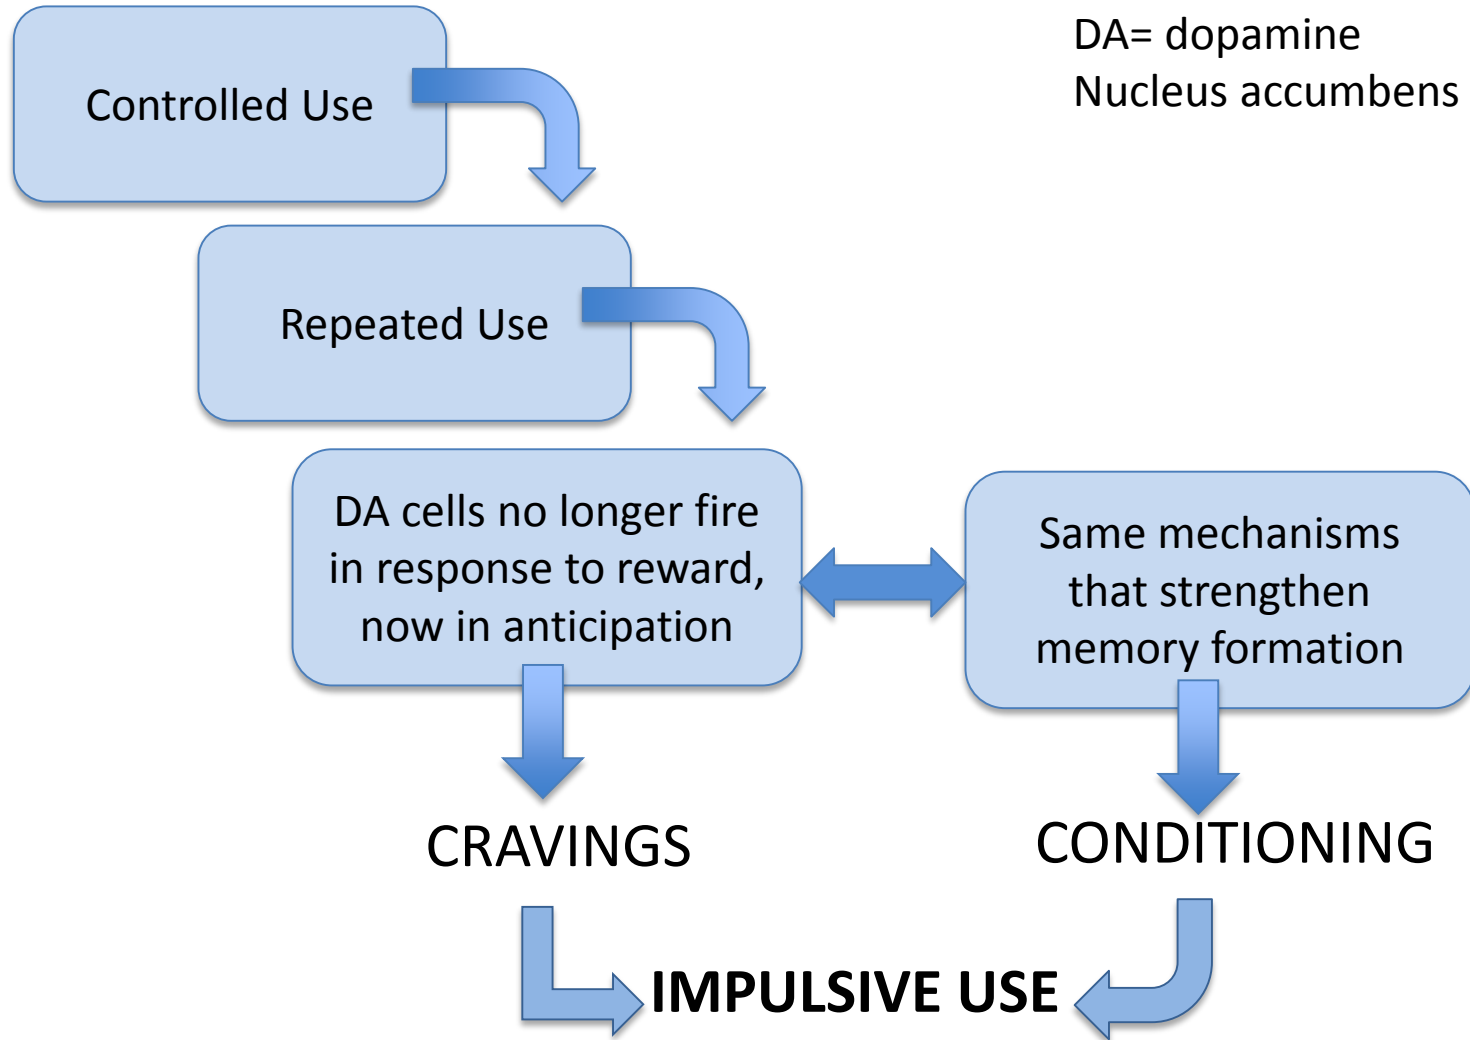 DA= dopamine
Nucleus accumbens
Controlled Use
Repeated Use
DA cells no longer fire
in response to reward,
now in anticipation
Same mechanisms
that strengthen
memory formation
CRAVINGS
CONDITIONING
IMPULSIVE USE